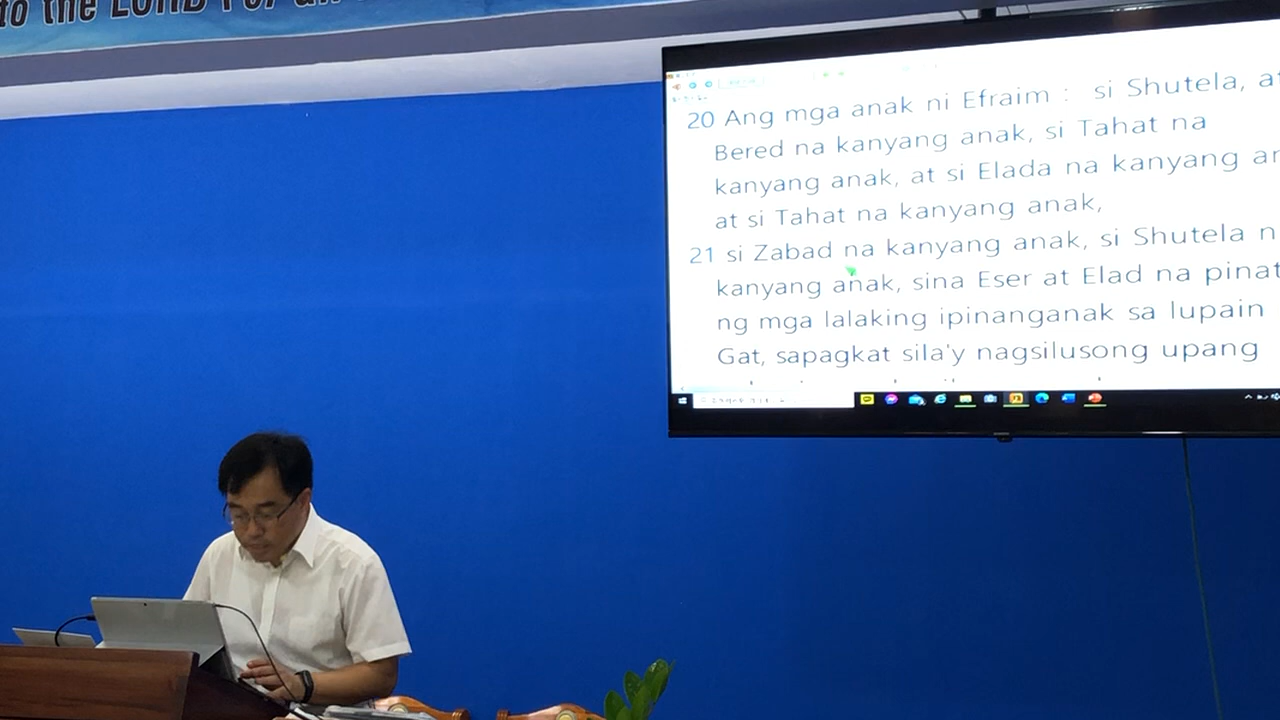 to the LORD For
20 Ang mga anak ni Efraim : si Shutela, at
Bered na kanyang anak, si Tahat na
kanyang anak, at si Elada na kanyang
at si Tahat na kanyang anak,
21 si Zabad na kanyang anak, si Shutela
kanyang anak, sina Eser at Elad na
ng mga lalaking ipinanganak sa lupain
Gat, sapagkat sila'y nagsilusong upang